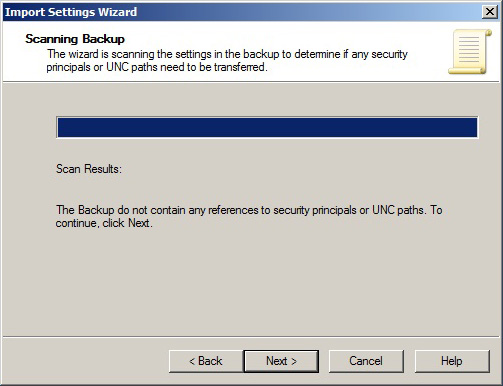 Import Settings Wizard
Scanning Backup
The wizard is scanning the settings in the backup to determine if any security
principals or UNC paths need to be transferred.
Scan Results:
The Backup do not contain any references to security principals or UNC paths. To
continue, click Next.
< Back
Next >
Cancel
Help